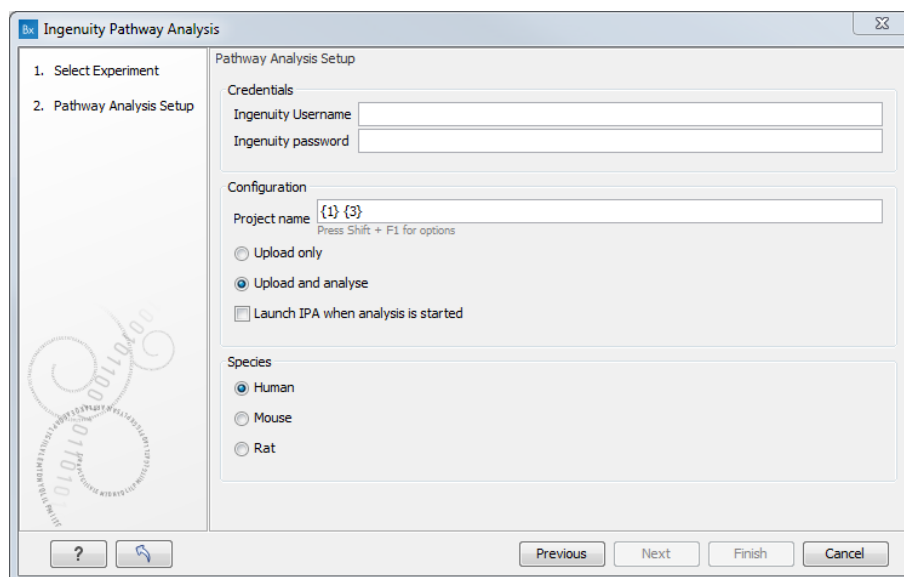 Bx Ingenuity Pathway Analysis
1. Select Experiment
2. Pathway Analysis Setup
Pathway Analysis Setup
Credentials
Ingenuity Username
Ingenuity password
Configuration
Project name {1} {3}
Press Shift + F1 for options
Upload only
Upload and analyse
Launch IPA when analysis is started
Species
Human
Mouse
Rat
? Previous Next Finish Cancel